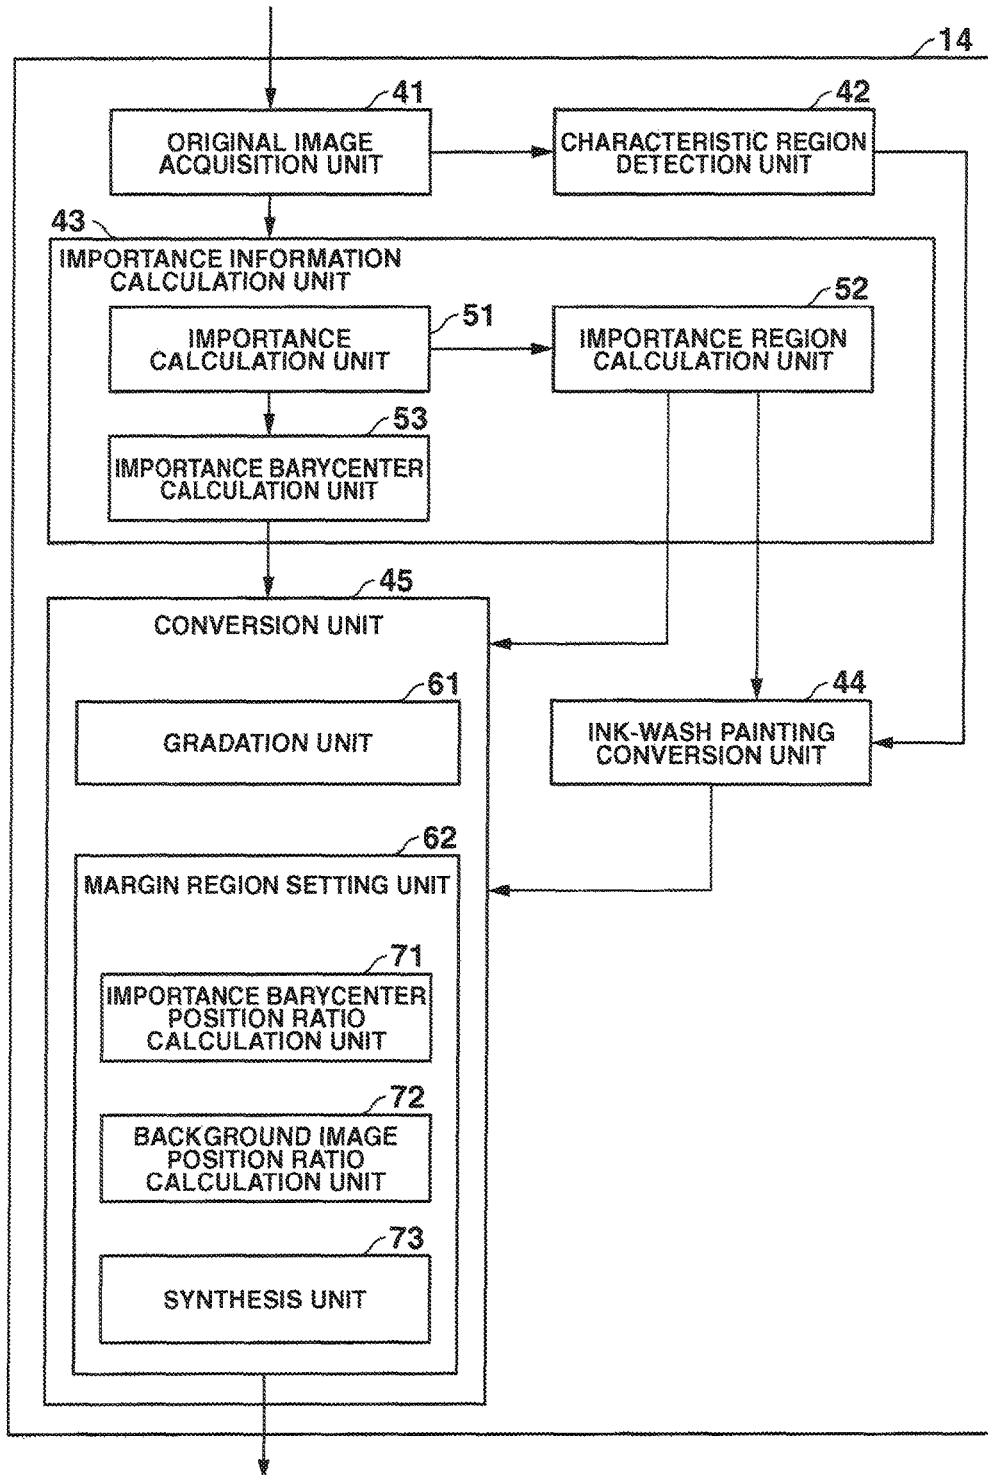 14
41
ORIGINAL IMAGE
ACQUISITION UNIT
42
CHARACTERISTIC REGION
DETECTION UNIT
43
IMPORTANCE INFORMATION
CALCULATION UNIT
51
IMPORTANCE
CALCULATION UNIT
52
IMPORTANCE REGION
CALCULATION UNIT
53
IMPORTANCE BARYCENTER
CALCULATION UNIT
45
CONVERSION UNIT
61
GRADATION UNIT
44
INK-WASH PAINTING
CONVERSION UNIT
62
MARGIN REGION SETTING UNIT
71
IMPORTANCE BARYCENTER
POSITION RATIO
CALCULATION UNIT
72
BACKGROUND IMAGE
POSITION RATIO
CALCULATION UNIT
73
SYNTHESIS UNIT